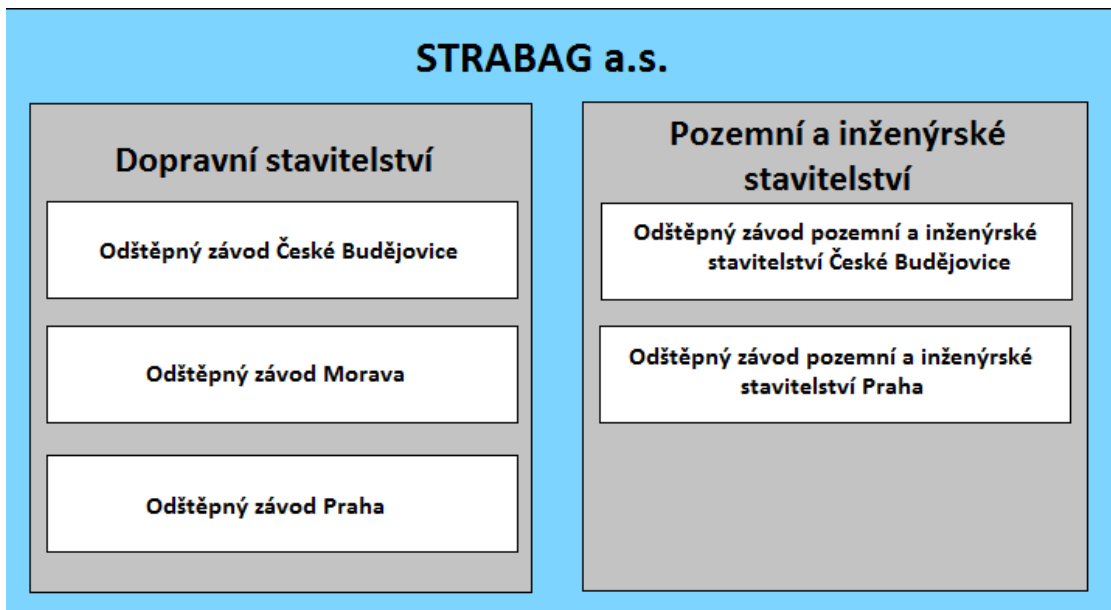 STRABAG a.s.
Dopravní stavitelství
Odštěpný závod České Budějovice
Odštěpný závod Morava
Odštěpný závod Praha
Pozemní a inženýrské
stavitelství
Odštěpný závod pozemní a inženýrské
stavitelství České Budějovice
Odštěpný závod pozemní a inženýrské
stavitelství Praha